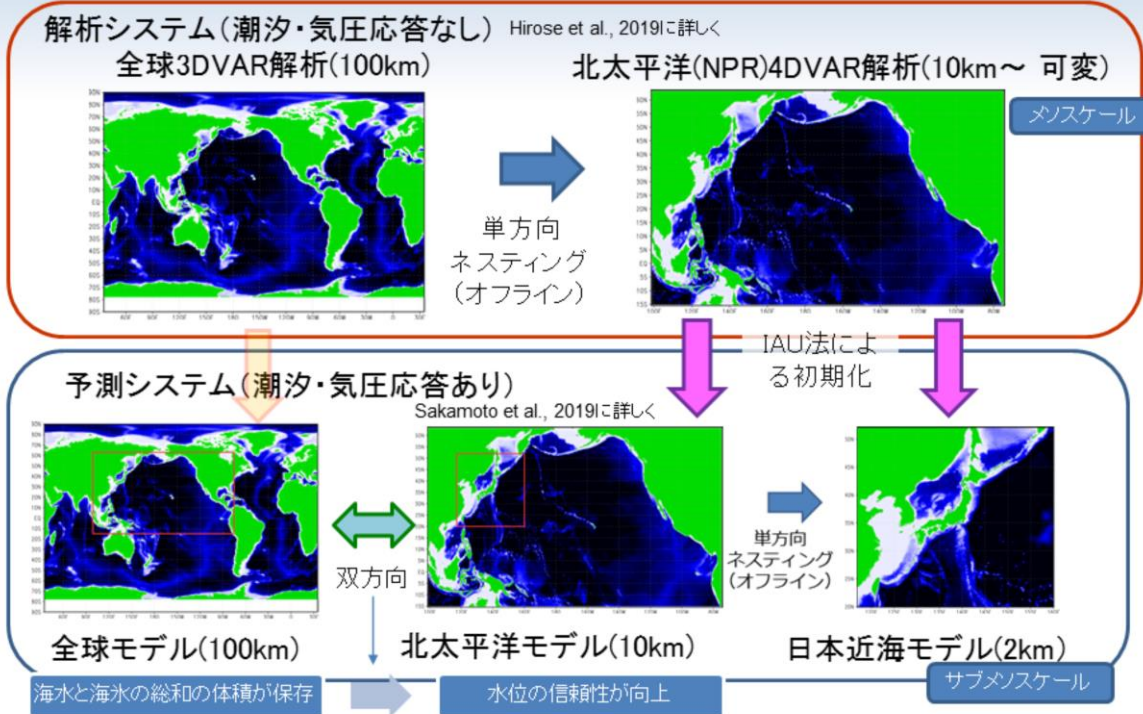 解析システム(潮汐・気圧応答なし) Hirose et al., 2019に詳しく
全球3DVAR解析(100km)
北太平洋(NPR)4DVAR解析(10km～ 可変)
メソスケール
単方向
ネスティング
(オフライン)
IAU法によ
る初期化
予測システム(潮汐・気圧応答あり)
Sakamoto et al., 2019に詳しく
双方向
単方向
ネスティング
(オフライン)
全球モデル(100km)
北太平洋モデル(10km)
日本近海モデル(2km)
サブメソスケール
海水と海氷の総和の体積が保存
水位の信頼性が向上